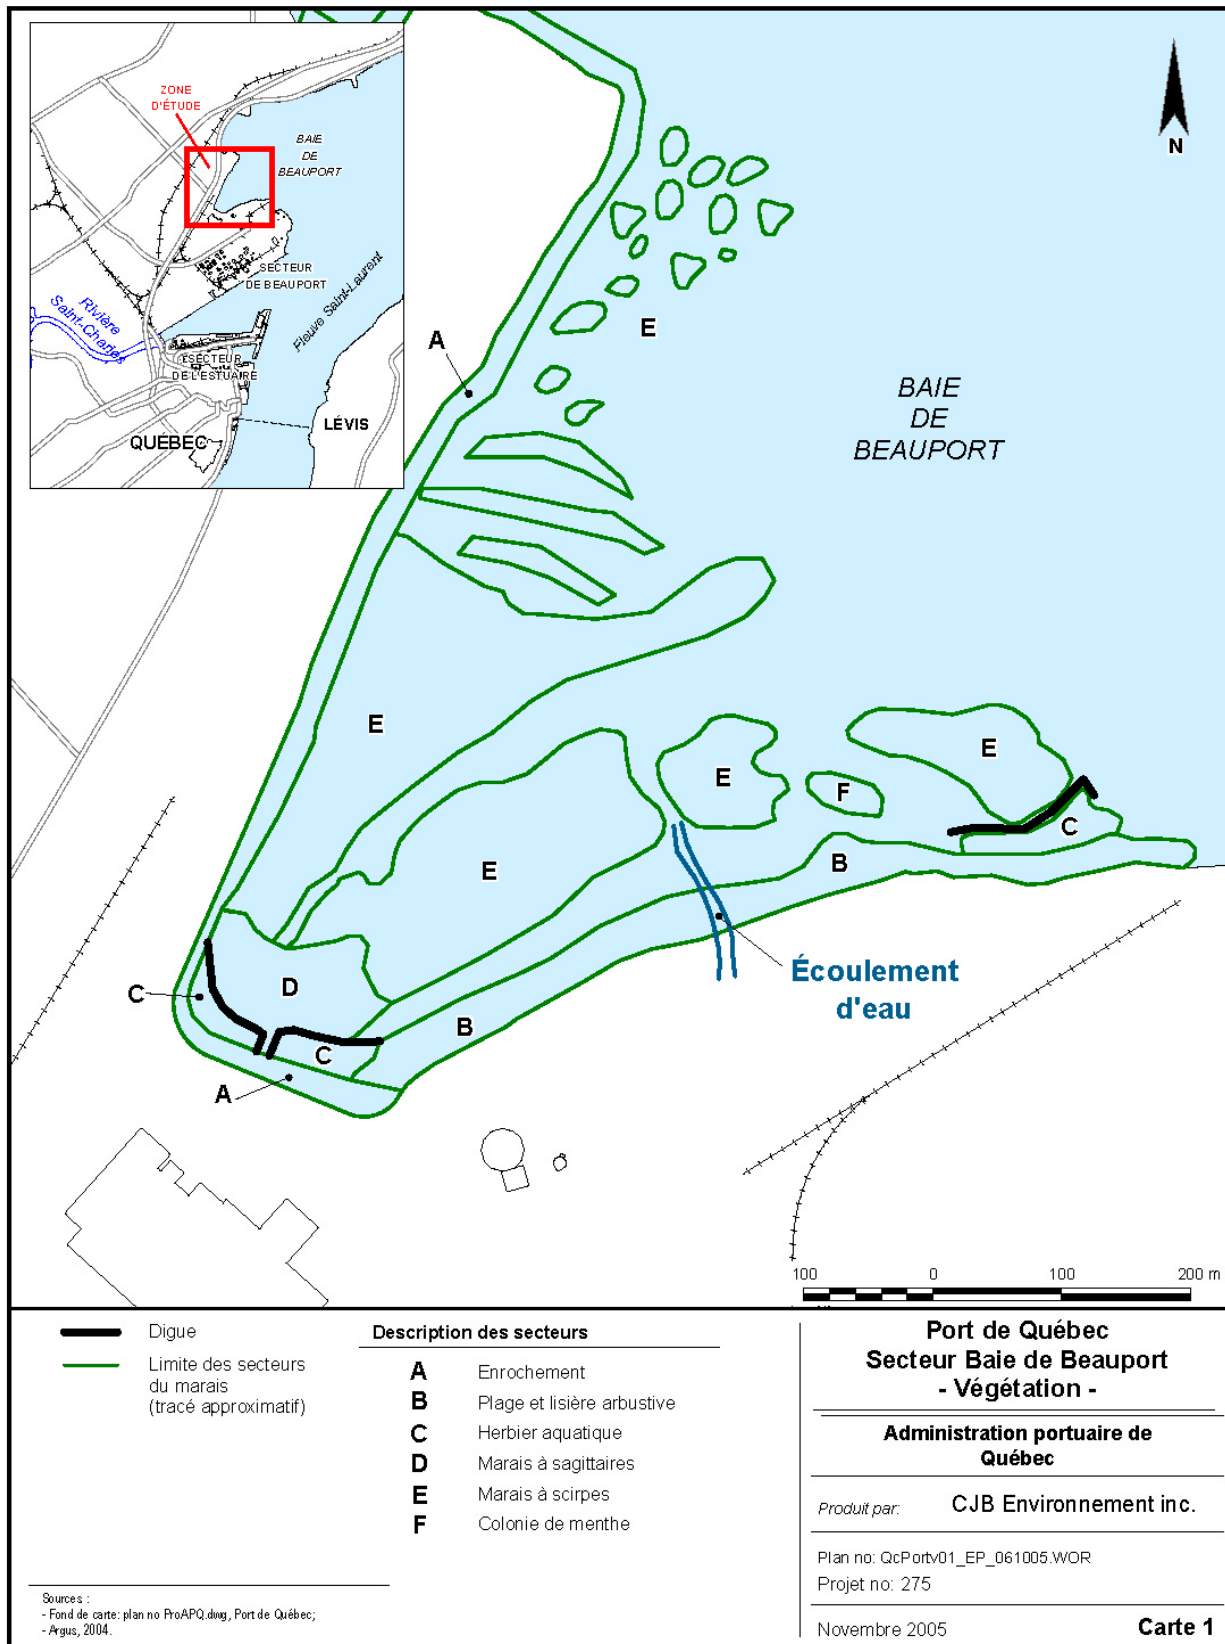 ZONE
D'ÉTUDE
BAIE
DE
BEAUPORT
SECTEUR
DE BEAUPORT
Rivière
Saint-Charles
Fleuve Saint-Laurent
SECTEUR
DE L'ESTUAIRE
LÉVIS
QUÉBEC
N
E
A
BAIE
DE
BEAUPORT
E
E
E
F
C
B
E
D
C
B
C
A
Écoulement
d'eau
100 0 100 200 m
Digue
Limite des secteurs
du marais
(tracé approximatif)
Description des secteurs
A Enrochement
B Plage et lisière arbustive
C Herbier aquatique
D Marais à sagittaires
E Marais à scirpes
F Colonie de menthe
Sources :
- Fond de carte: plan no ProAPQ.dwg, Port de Québec;
- Argus, 2004.
Port de Québec
Secteur Baie de Beauport
- Végétation -
Administration portuaire de
Québec
Produit par: CJB Environnement inc.
Plan no: QcPortv01_EP_061005.WOR
Projet no: 275
Novembre 2005 Carte 1